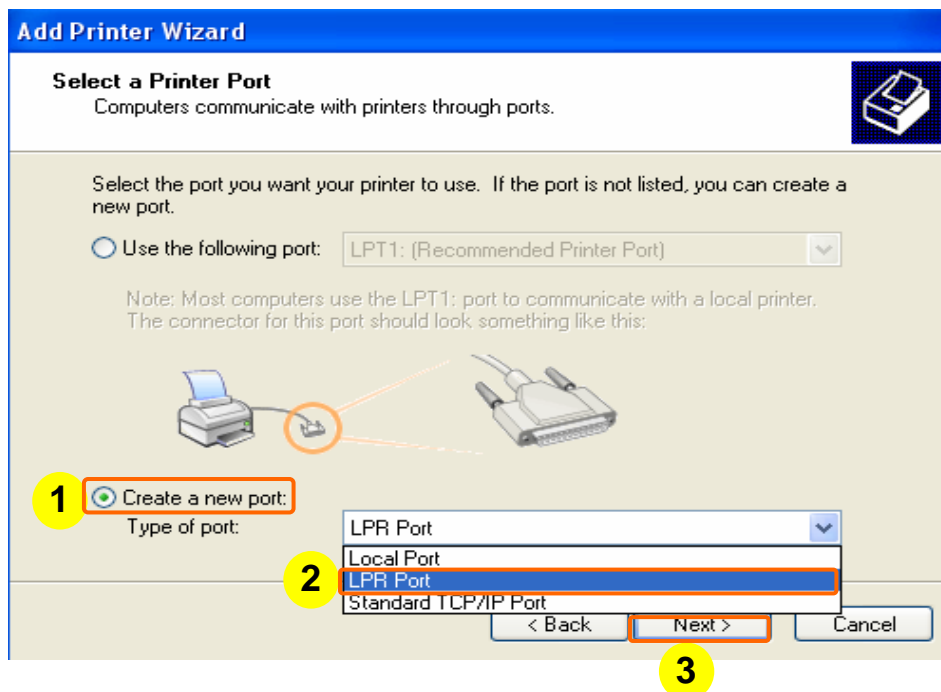 Add Printer Wizard
Select a Printer Port
Computers communicate with printers through ports.
Select the port you want your printer to use. If the port is not listed, you can create a
new port.
Use the following port: LPT1: (Recommended Printer Port)
Note: Most computers use the LPT1: port to communicate with a local printer.
The connector for this port should look something like this:
1 Create a new port:
Type of port: LPR Port
Local Port
2 LPR Port
Standard TCP/IP Port
< Back Next > Cancel
3